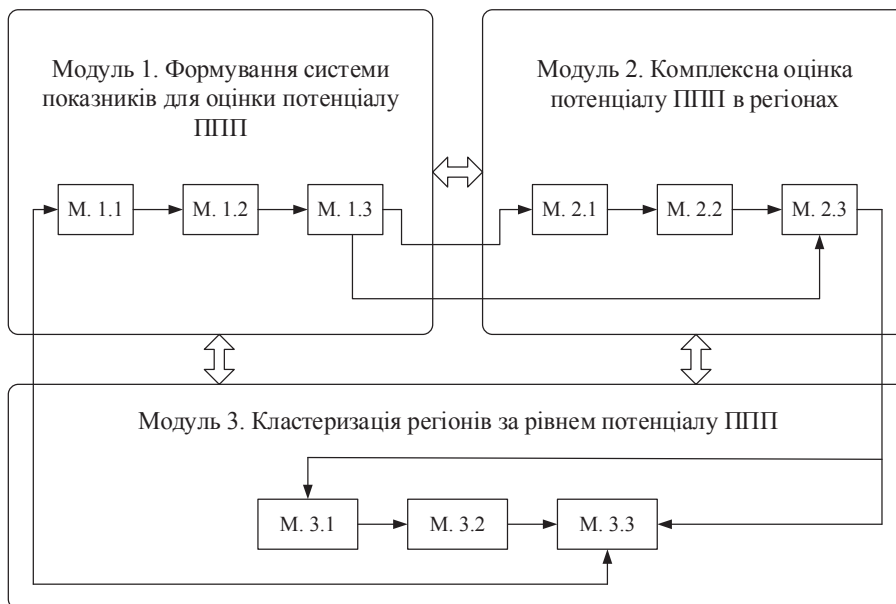 Модуль 1. Формування системи
показників для оцінки потенціалу
ППП
М. 1.1
М. 1.2
М. 1.3
Модуль 2. Комплексна оцінка
потенціалу ППП в регіонах
М. 2.1
М. 2.2
М. 2.3
Модуль 3. Кластеризація регіонів за рівнем потенціалу ППП
М. 3.1
М. 3.2
М. 3.3